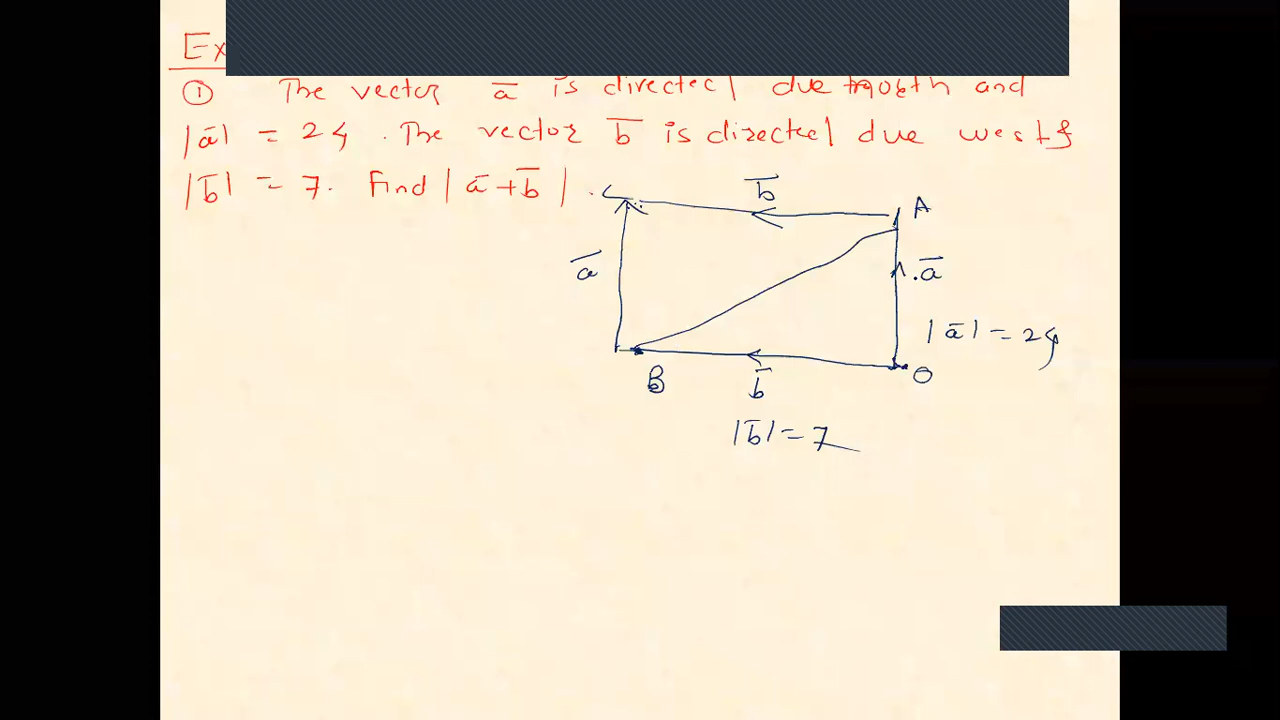 Ex
① The vector a̅ is directed due north and
|a̅| = 24. The vector b̅ is directed due west &
|b̅| = 7. Find |a̅+b̅|.
C b̅ A
a̅ a̅
|a̅| = 24
B b̅ O
|b̅| = 7